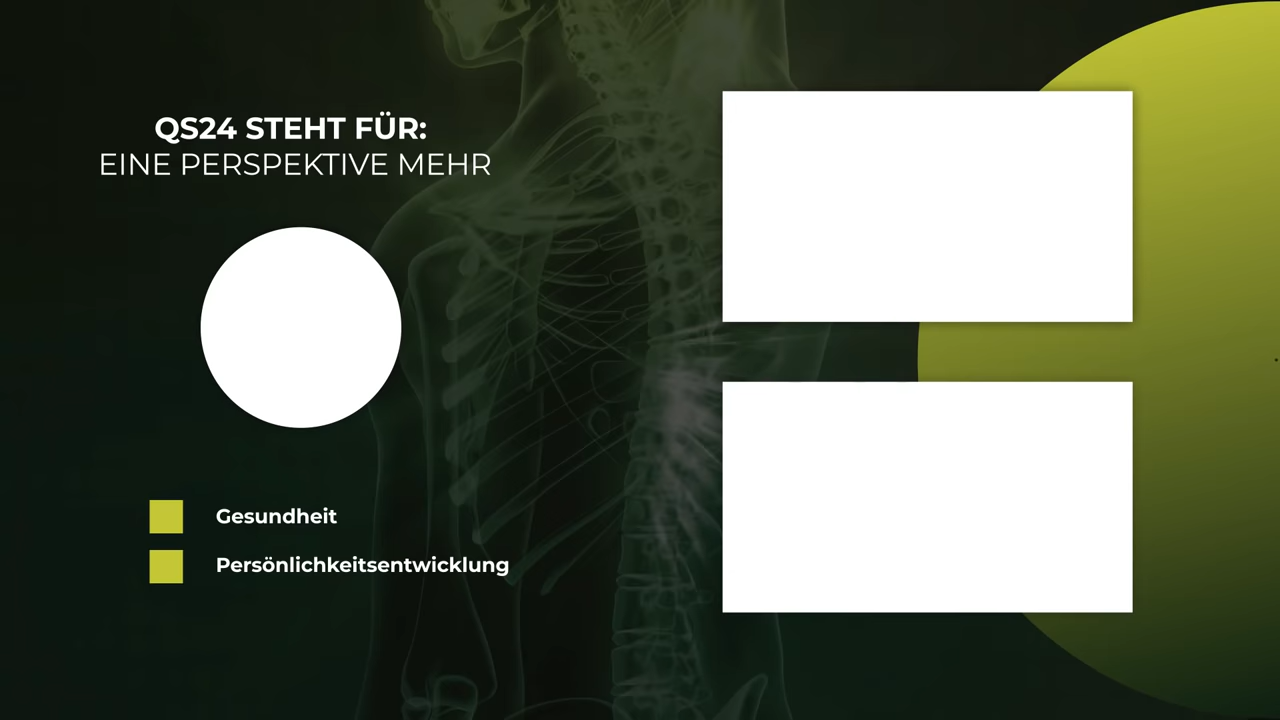 QS24 STEHT FÜR:
EINE PERSPEKTIVE MEHR
Gesundheit
Persönlichkeitsentwicklung